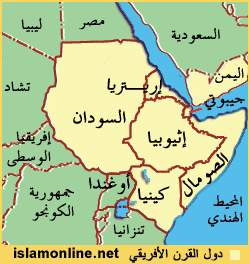 ليبيا
مصر
السعودية
تشاد
إريتريا
اليمن
جيبوتي
السودان
إثيوبيا
إفريقيا
الوسطى
الصومال
أوغندا
كينيا
جمهورية
الكونجو
تنزانيا
المحيط
الهندي
دول القرن الأفريقي
islamonline.net